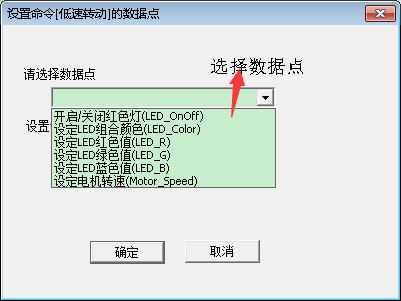 设置命令[低速转动]的数据点
选择数据点
请选择数据点
设置
开启/关闭红色灯(LED_OnOff)
设定LED组合颜色(LED_Color)
设定LED红色值(LED_R)
设定LED绿色值(LED_G)
设定LED蓝色值(LED_B)
设定电机转速(Motor_Speed)
确定
取消